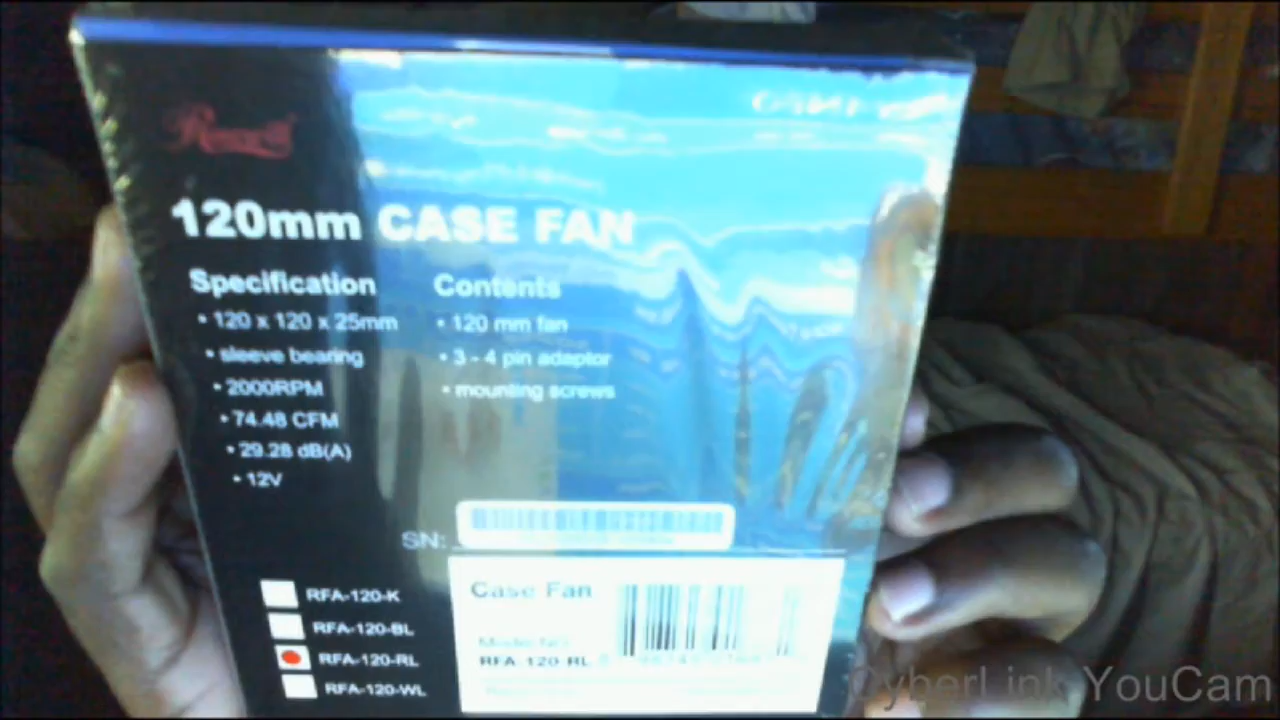 120mm CASE FAN
Specification
• 120 x 120 x 25mm
• sleeve bearing
• 2000RPM
• 74.48 CFM
• 29.28 dB(A)
• 12V
Contents
• 120 mm fan
• 3 - 4 pin adaptor
• mounting screws
SN:
RFA-120-K
RFA-120-BL
RFA-120-RL
RFA-120-WL
Case Fan
Model No:
RFA-120-RL
CyberLink YouCam